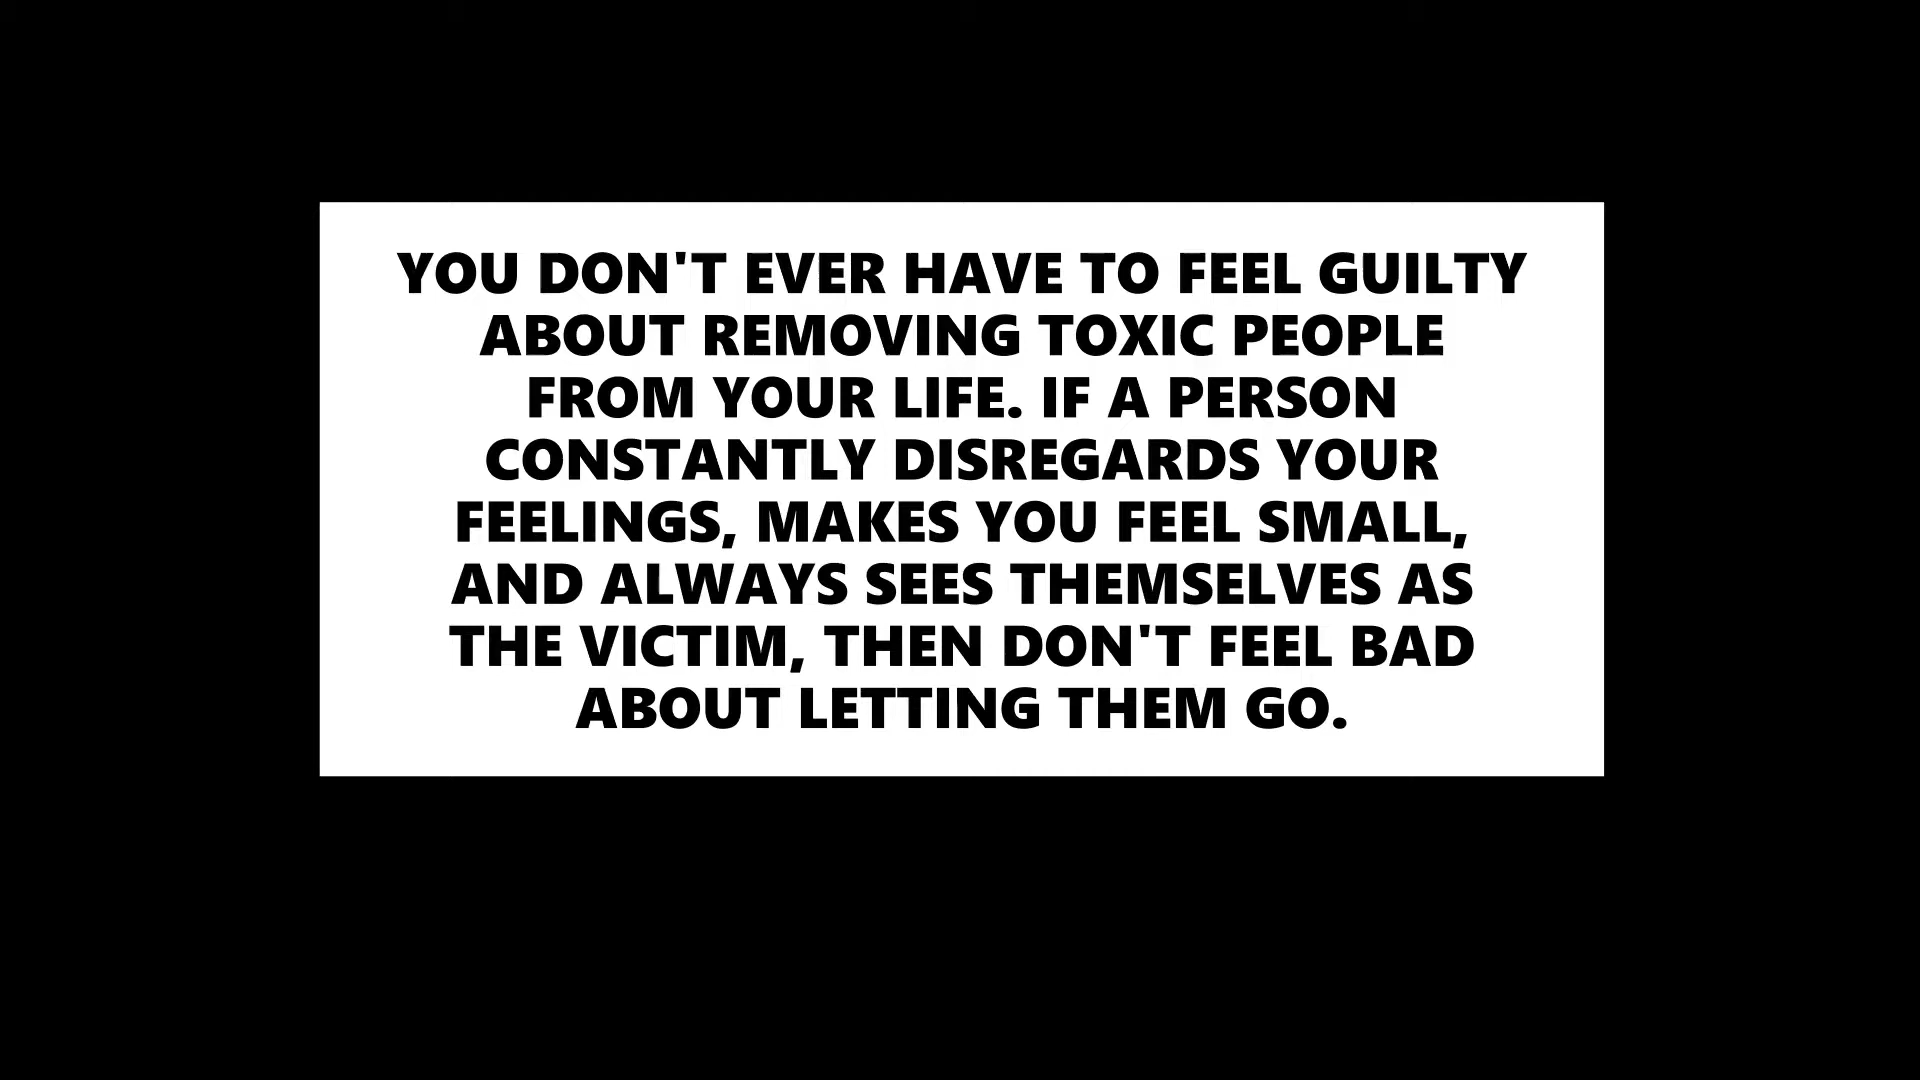 YOU DON'T EVER HAVE TO FEEL GUILTY
ABOUT REMOVING TOXIC PEOPLE
FROM YOUR LIFE. IF A PERSON
CONSTANTLY DISREGARDS YOUR
FEELINGS, MAKES YOU FEEL SMALL,
AND ALWAYS SEES THEMSELVES AS
THE VICTIM, THEN DON'T FEEL BAD
ABOUT LETTING THEM GO.